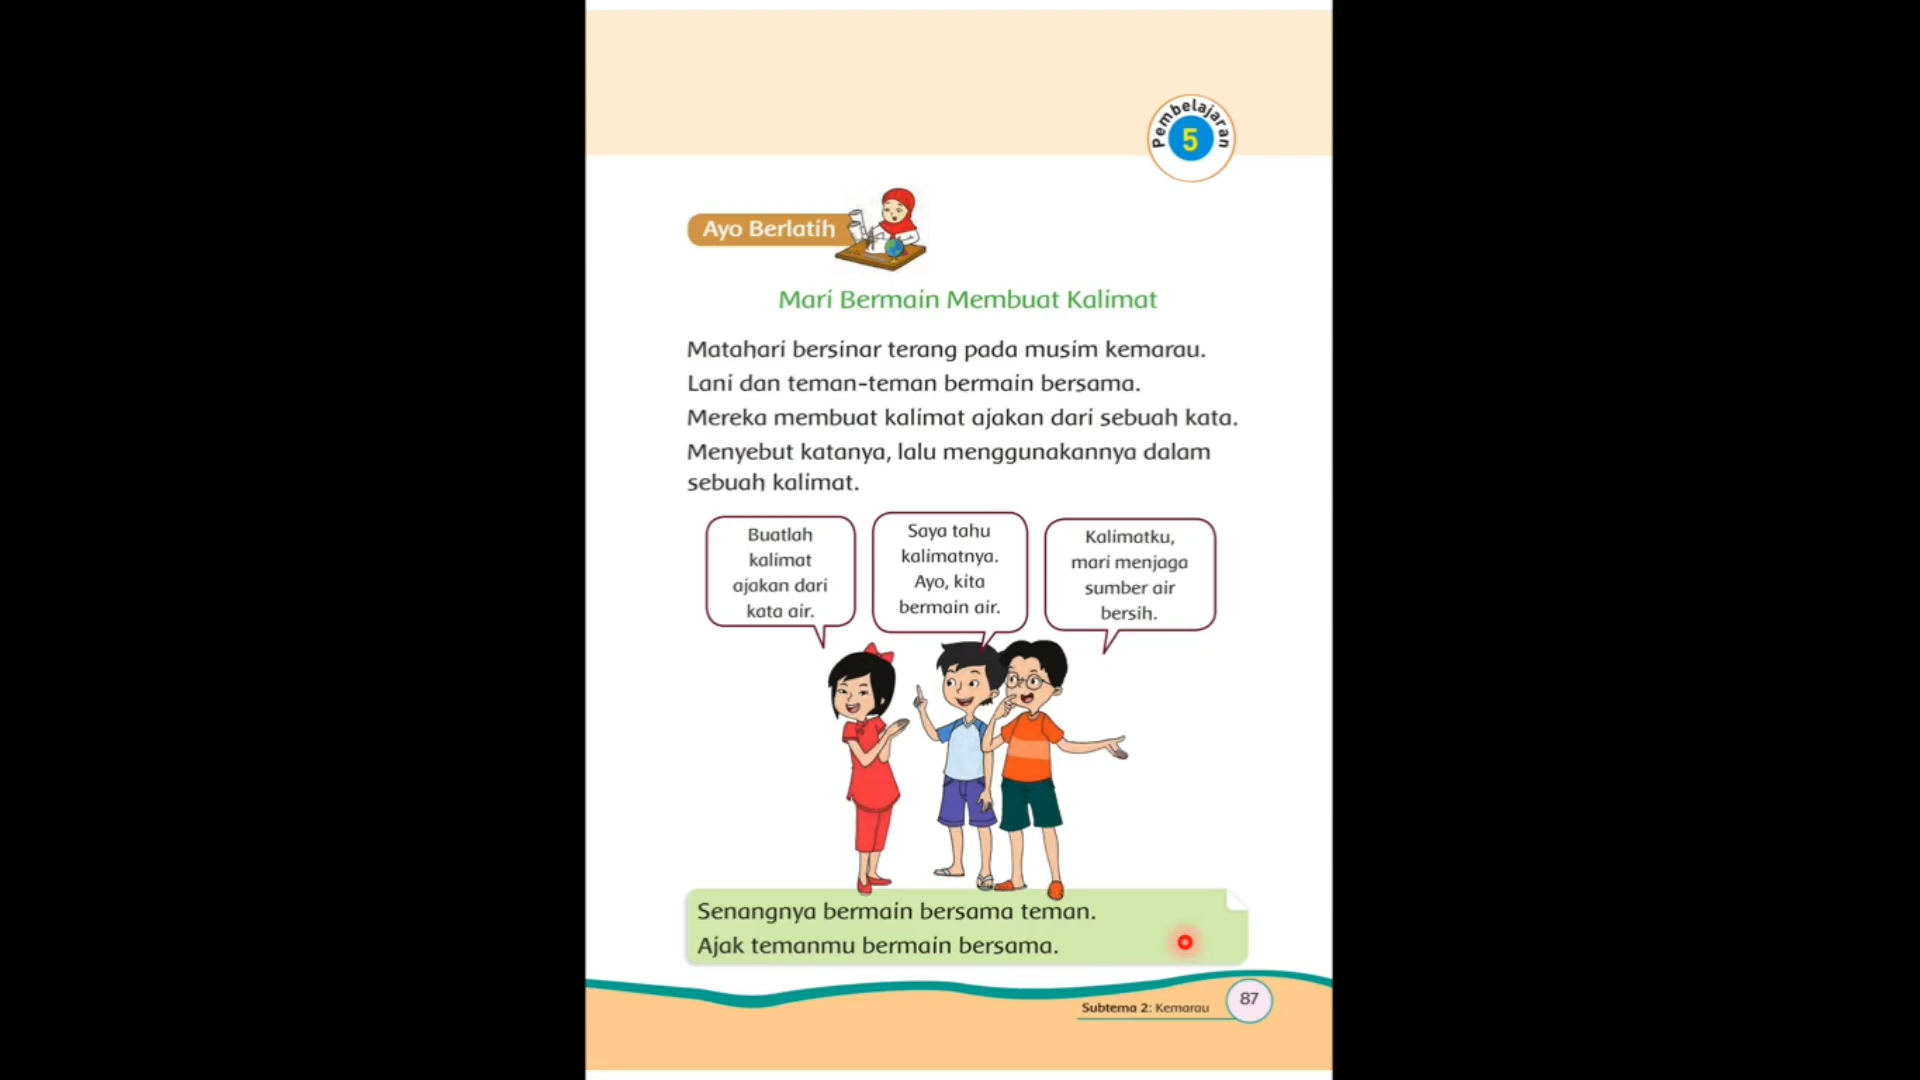 Pembelajaran
5
Ayo Berlatih
Mari Bermain Membuat Kalimat
Matahari bersinar terang pada musim kemarau.
Lani dan teman-teman bermain bersama.
Mereka membuat kalimat ajakan dari sebuah kata.
Menyebut katanya, lalu menggunakannya dalam
sebuah kalimat.
Buatlah
kalimat
ajakan dari
kata air.
Saya tahu
kalimatnya.
Ayo, kita
bermain air.
Kalimatku,
mari menjaga
sumber air
bersih.
Senangnya bermain bersama teman.
Ajak temanmu bermain bersama.
Subtema 2: Kemarau
87